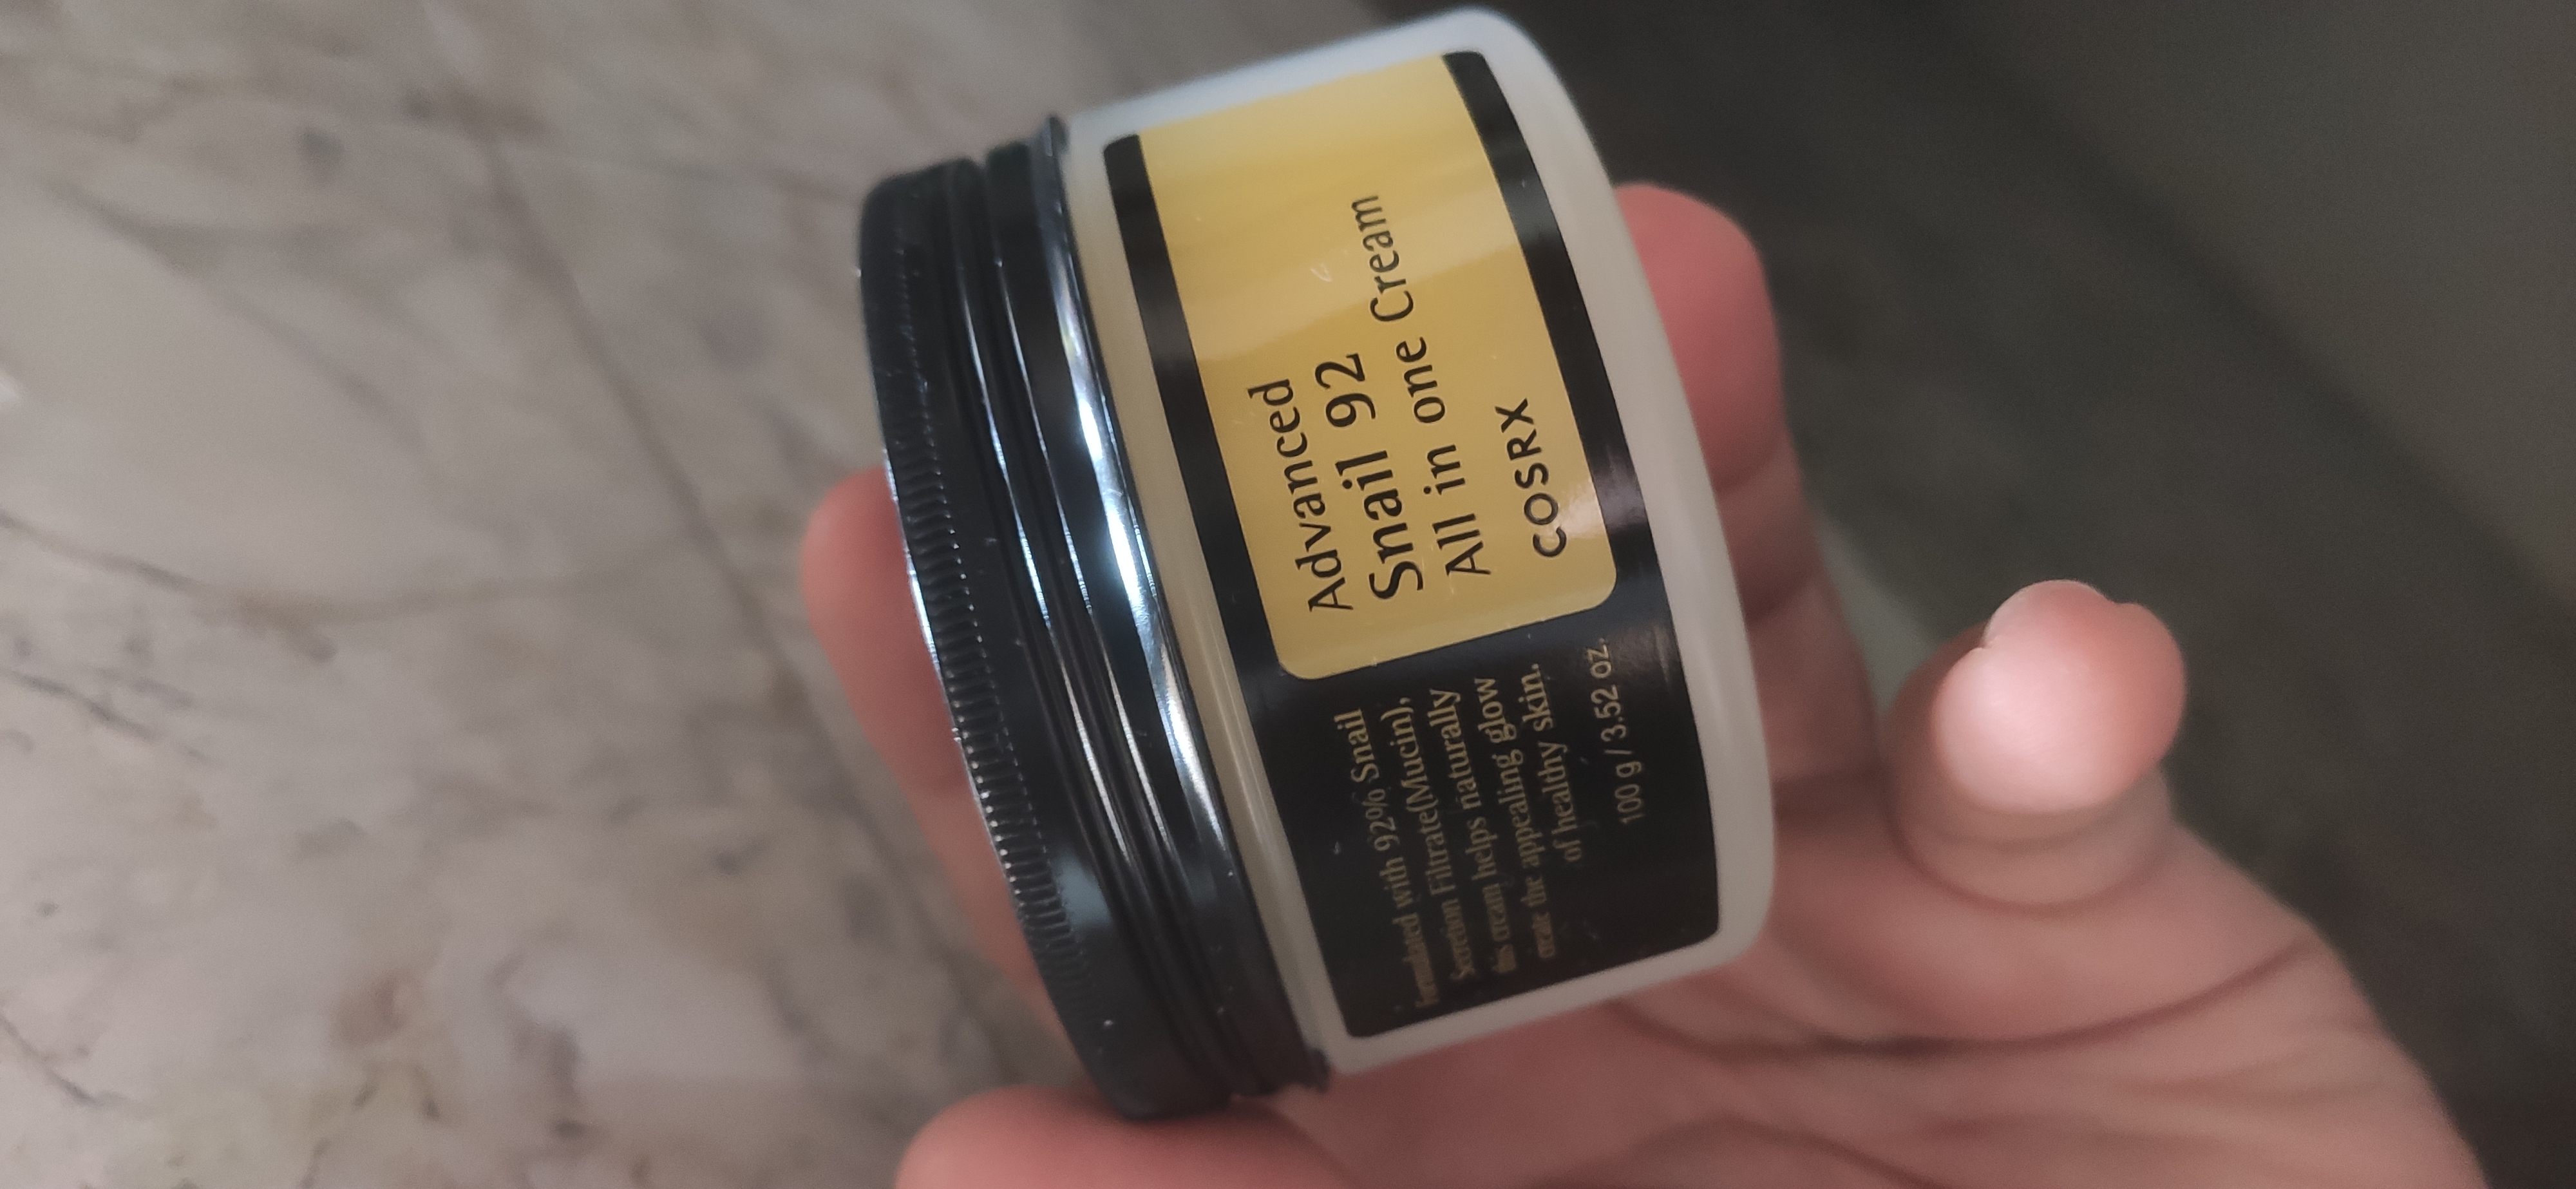 Advanced
Snail 92
All in one Cream
COSRX
Formulated with 92% Snail
Secretion Filtrate(Mucin),
this cream helps naturally
create the appealing glow
of healthy skin.
100 g / 3.52 oz.